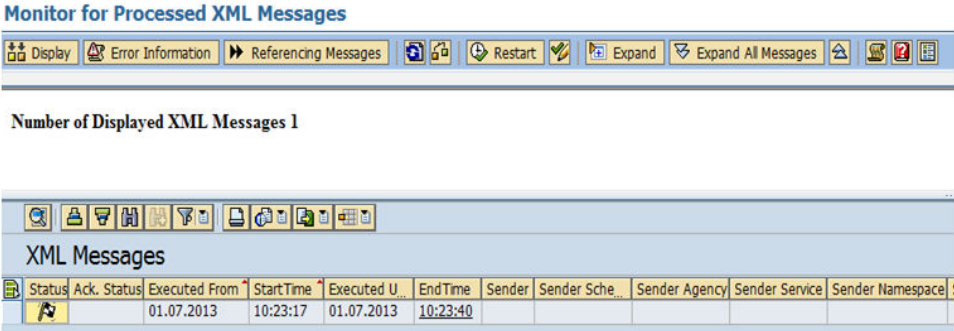 Monitor for Processed XML Messages
Display Error Information Referencing Messages Restart Expand Expand All Messages
Number of Displayed XML Messages 1
XML Messages
Status Ack. Status Executed From StartTime Executed U... EndTime Sender Sender Sche... Sender Agency Sender Service Sender Namespace S
01.07.2013 10:23:17 01.07.2013 10:23:40